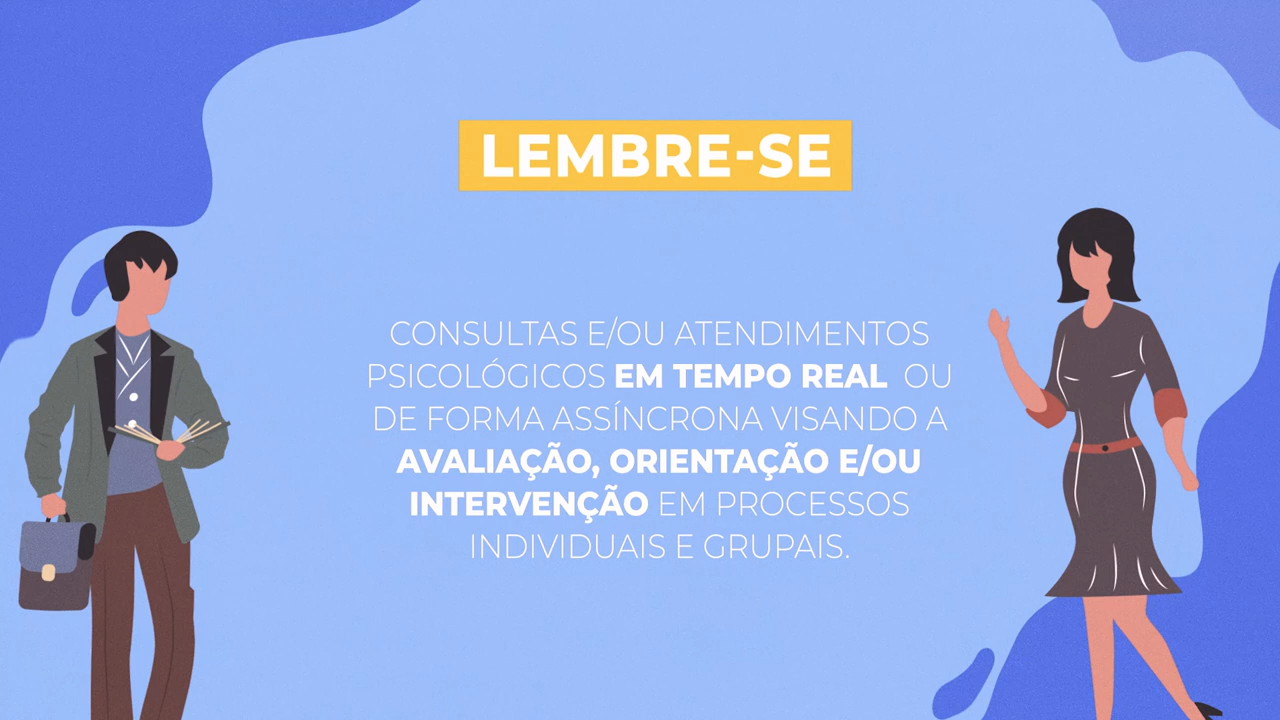 LEMBRE-SE
CONSULTAS E/OU ATENDIMENTOS
PSICOLÓGICOS EM TEMPO REAL OU
DE FORMA ASSÍNCRONA VISANDO A
AVALIAÇÃO, ORIENTAÇÃO E/OU
INTERVENÇÃO EM PROCESSOS
INDIVIDUAIS E GRUPAIS.